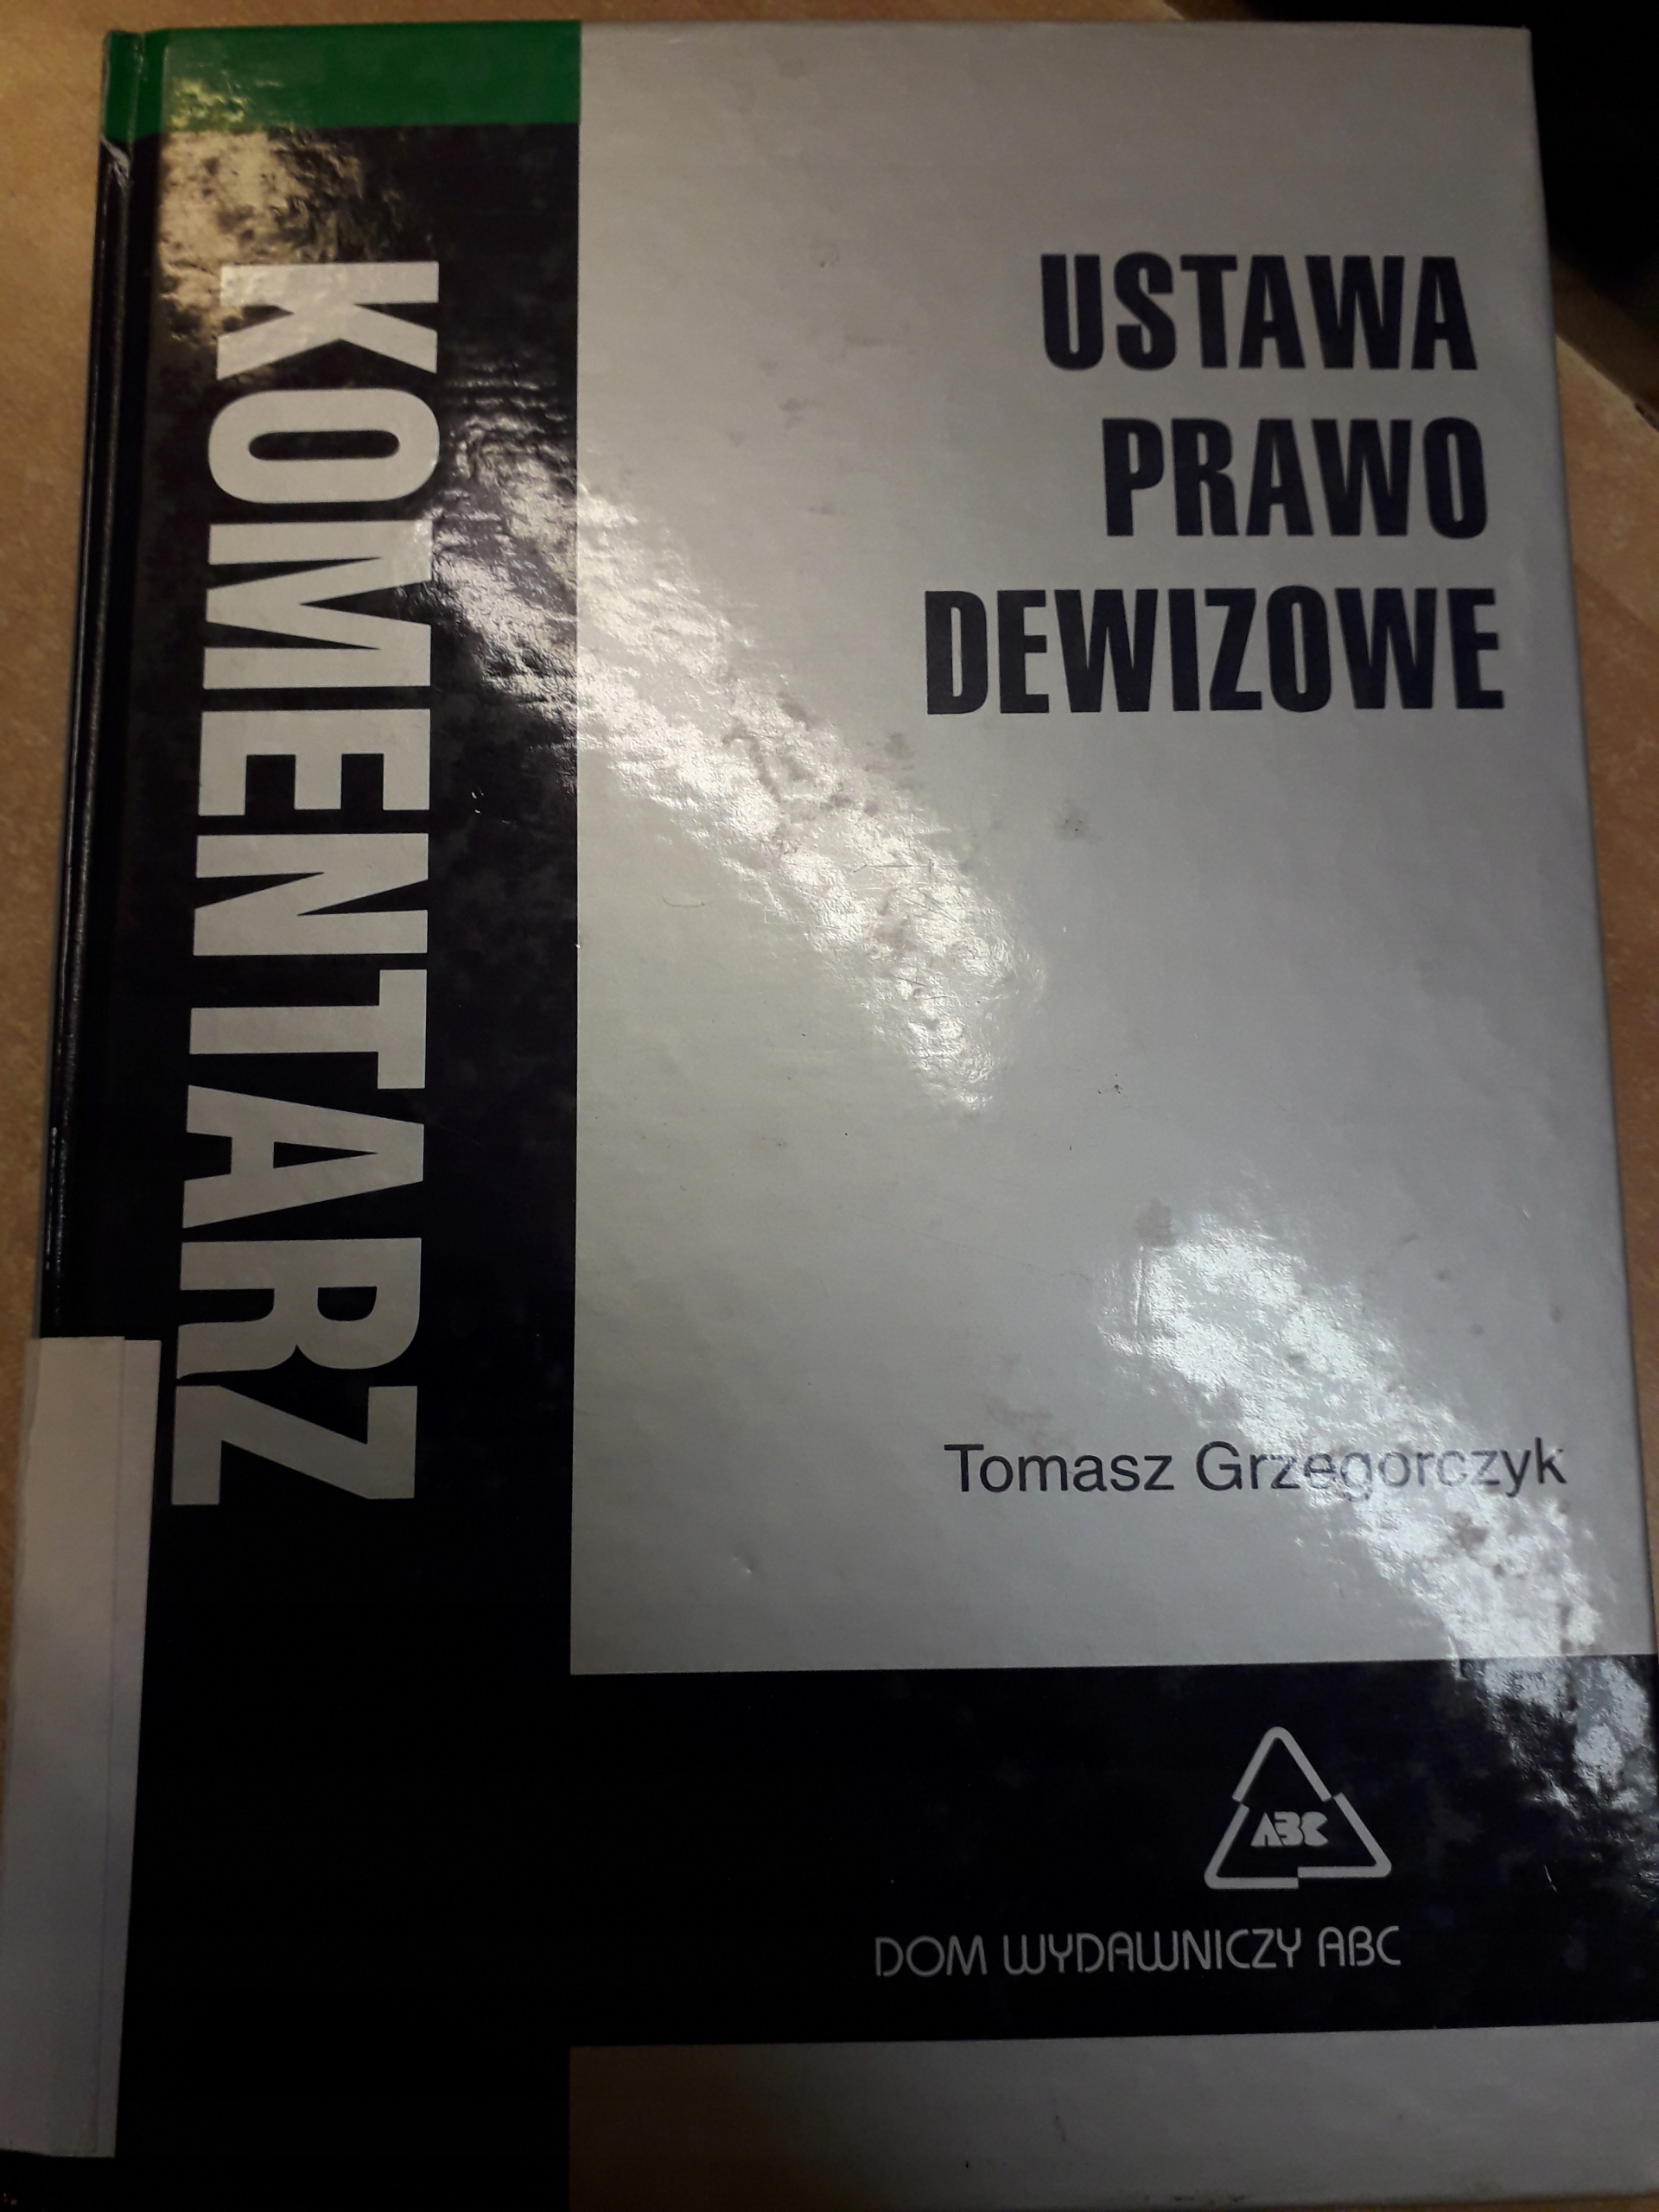 KOMENTARZ
USTAWA
PRAWO
DEWIZOWE
Tomasz Grzegorczyk
ABC
DOM WYDAWNICZY ABC